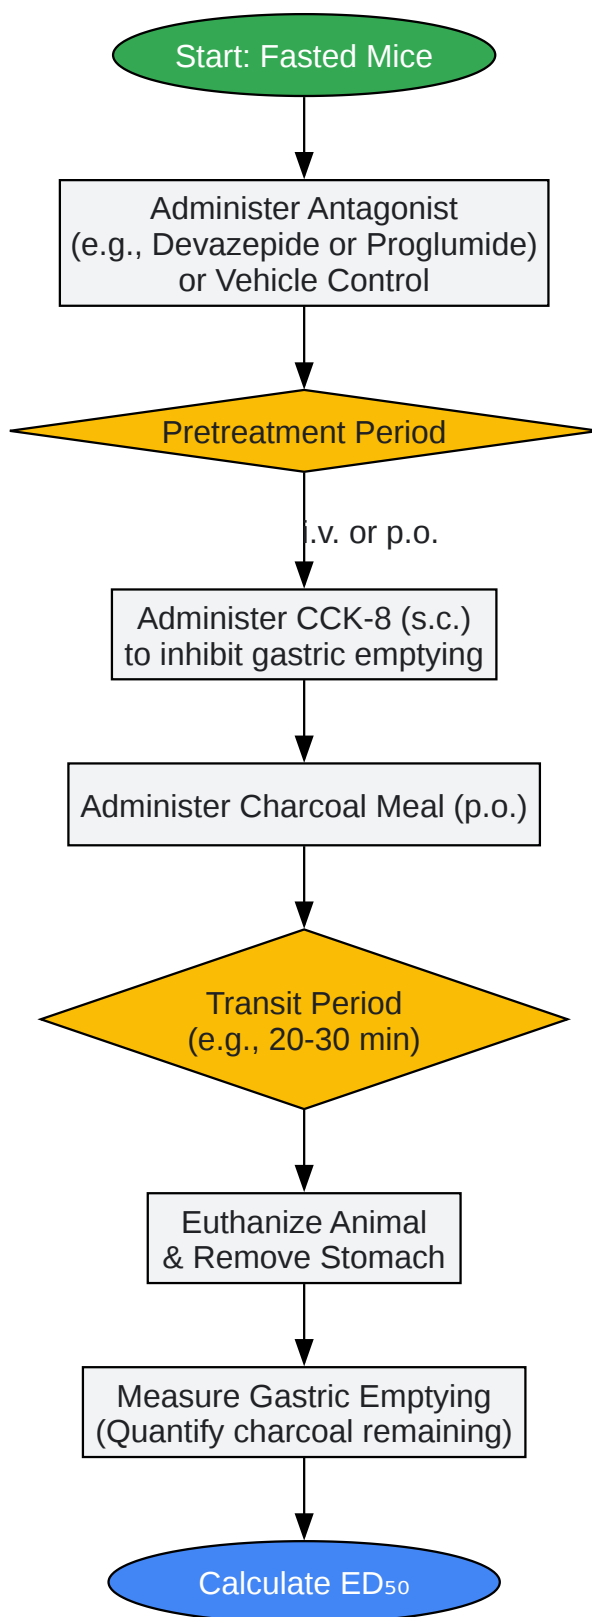 Start: Fasted Mice
Administer Antagonist
(e.g., Devazepide or Proglumide)
or Vehicle Control
Pretreatment Period
i.v. or p.o.
Administer CCK-8 (s.c.)
to inhibit gastric emptying
Administer Charcoal Meal (p.o.)
Transit Period
(e.g., 20-30 min)
Euthanize Animal
& Remove Stomach
Measure Gastric Emptying
(Quantify charcoal remaining)
Calculate ED₅₀